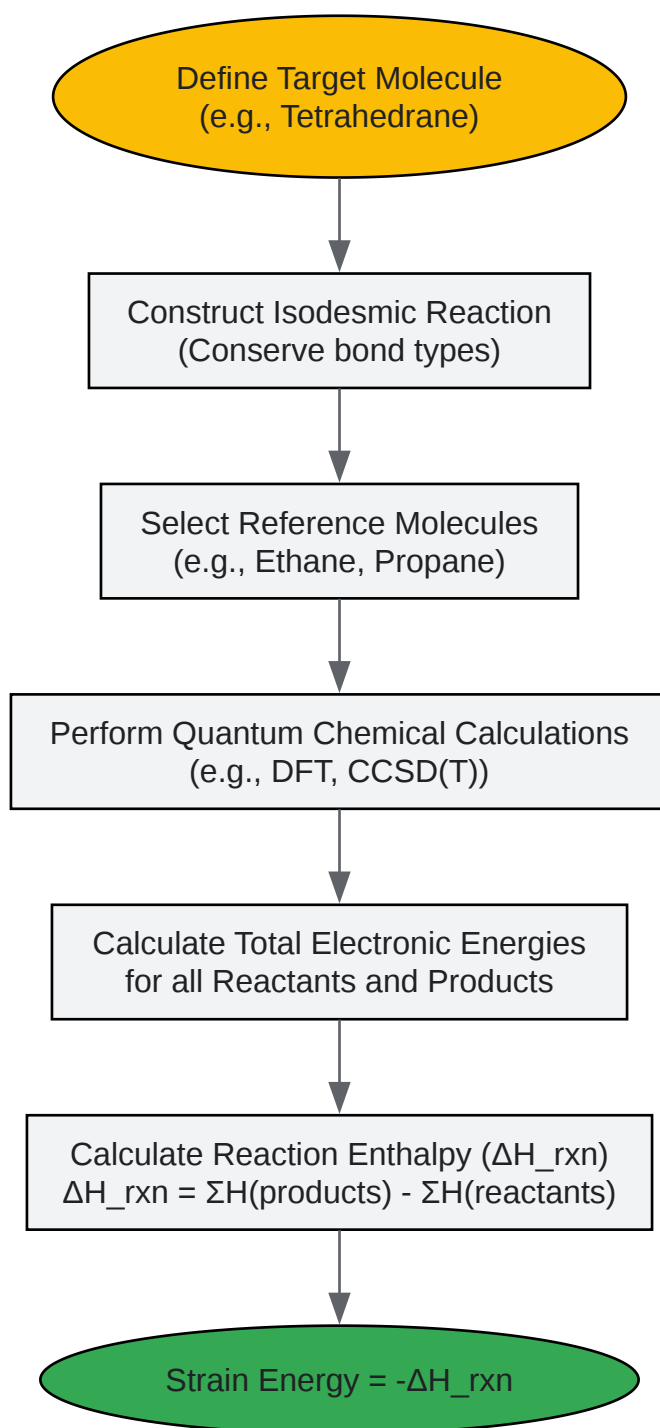 Define Target Molecule
(e.g., Tetrahedrane)
Construct Isodesmic Reaction
(Conserve bond types)
Select Reference Molecules
(e.g., Ethane, Propane)
Perform Quantum Chemical Calculations
(e.g., DFT, CCSD(T))
Calculate Total Electronic Energies
for all Reactants and Products
Calculate Reaction Enthalpy (ΔH_rxn)
ΔH_rxn = ΣH(products) - ΣH(reactants)
Strain Energy = -ΔH_rxn